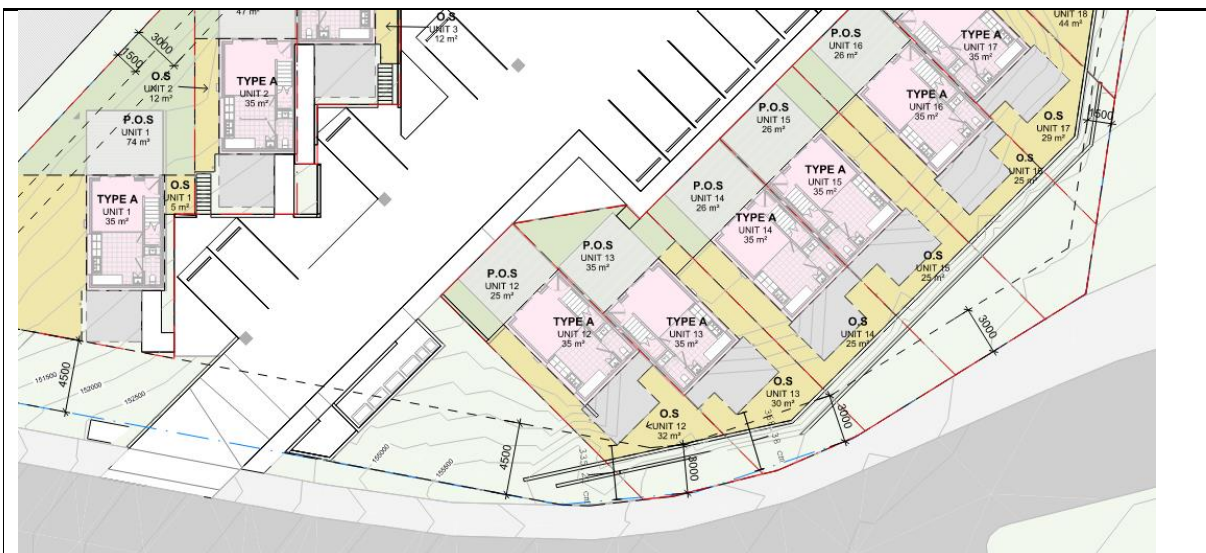 47 m²
3000
1500
O.S
UNIT 2
12 m²
TYPE A
UNIT 2
35 m²
O.S
UNIT 3
12 m²
P.O.S
UNIT 1
74 m²
TYPE A
UNIT 1
35 m²
O.S
UNIT 1
5 m²
4500
151500
152000
152500
P.O.S
UNIT 16
26 m²
TYPE A
UNIT 17
35 m²
UNIT 18
44 m²
TYPE A
UNIT 16
35 m²
P.O.S
UNIT 15
26 m²
O.S
UNIT 17
29 m²
1500
O.S
UNIT 16
25 m²
TYPE A
UNIT 15
35 m²
P.O.S
UNIT 14
26 m²
TYPE A
UNIT 14
35 m²
O.S
UNIT 15
25 m²
P.O.S
UNIT 13
35 m²
P.O.S
UNIT 12
25 m²
TYPE A
UNIT 12
35 m²
TYPE A
UNIT 13
35 m²
O.S
UNIT 14
25 m²
3000
O.S
UNIT 13
30 m²
O.S
UNIT 12
32 m²
3000
4500
3000
155000
155500